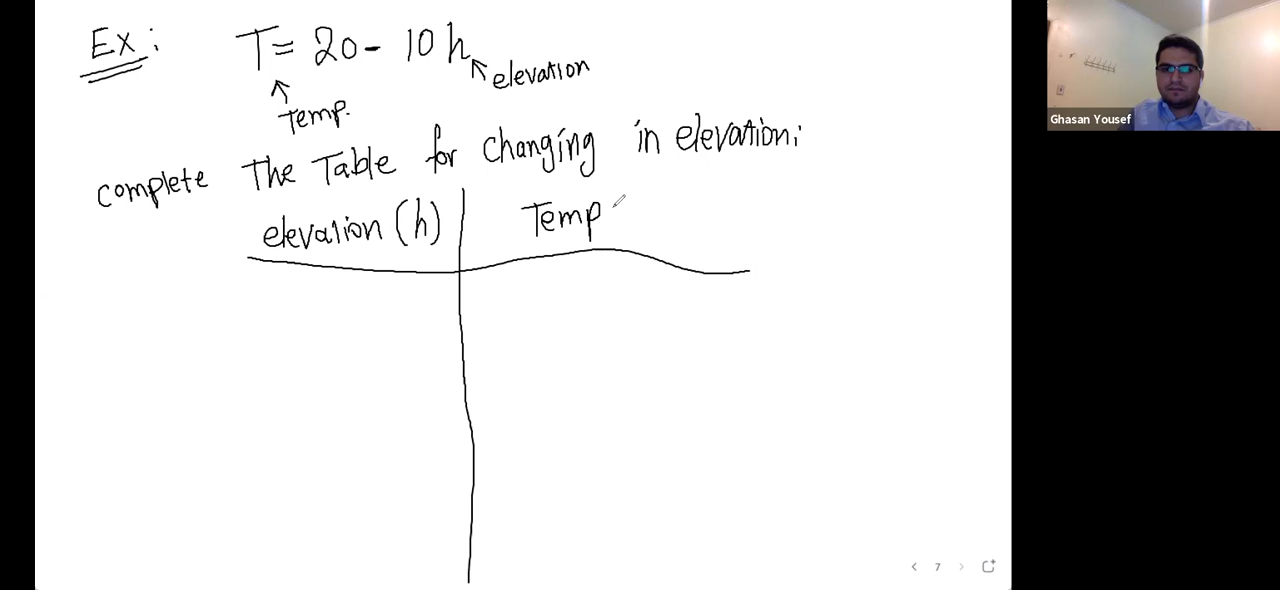 Ex: T= 20 - 10 h
elevation
Temp.
complete The Table for changing in elevation:
elevation (h) Temp
Ghasan Yousef
< 7 >